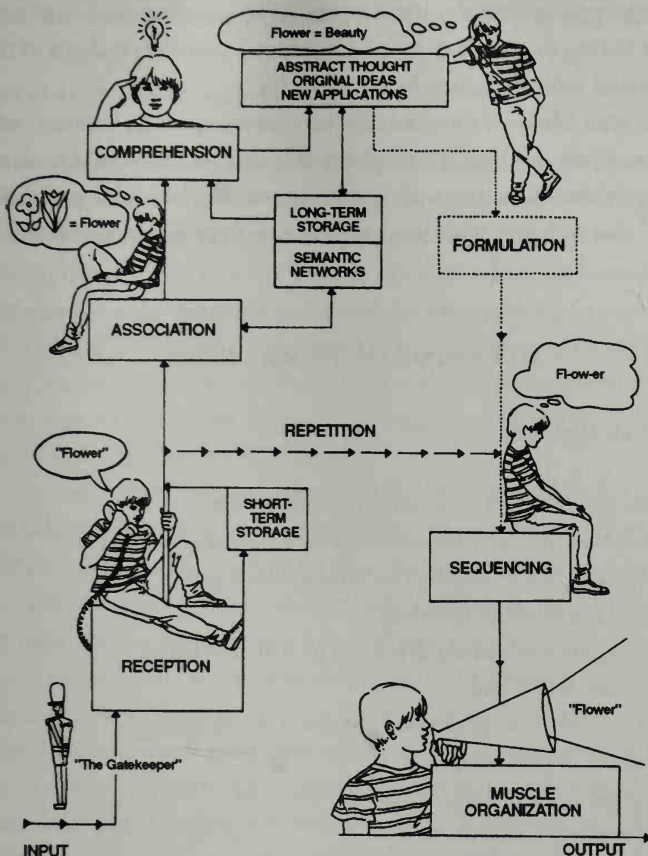 Flower = Beauty
ABSTRACT THOUGHT
ORIGINAL IDEAS
NEW APPLICATIONS
COMPREHENSION
= Flower
LONG-TERM
STORAGE
SEMANTIC
NETWORKS
FORMULATION
ASSOCIATION
Fl-ow-er
REPETITION
"Flower"
SHORT-
TERM
STORAGE
SEQUENCING
RECEPTION
"The Gatekeeper"
"Flower"
MUSCLE
ORGANIZATION
INPUT
OUTPUT